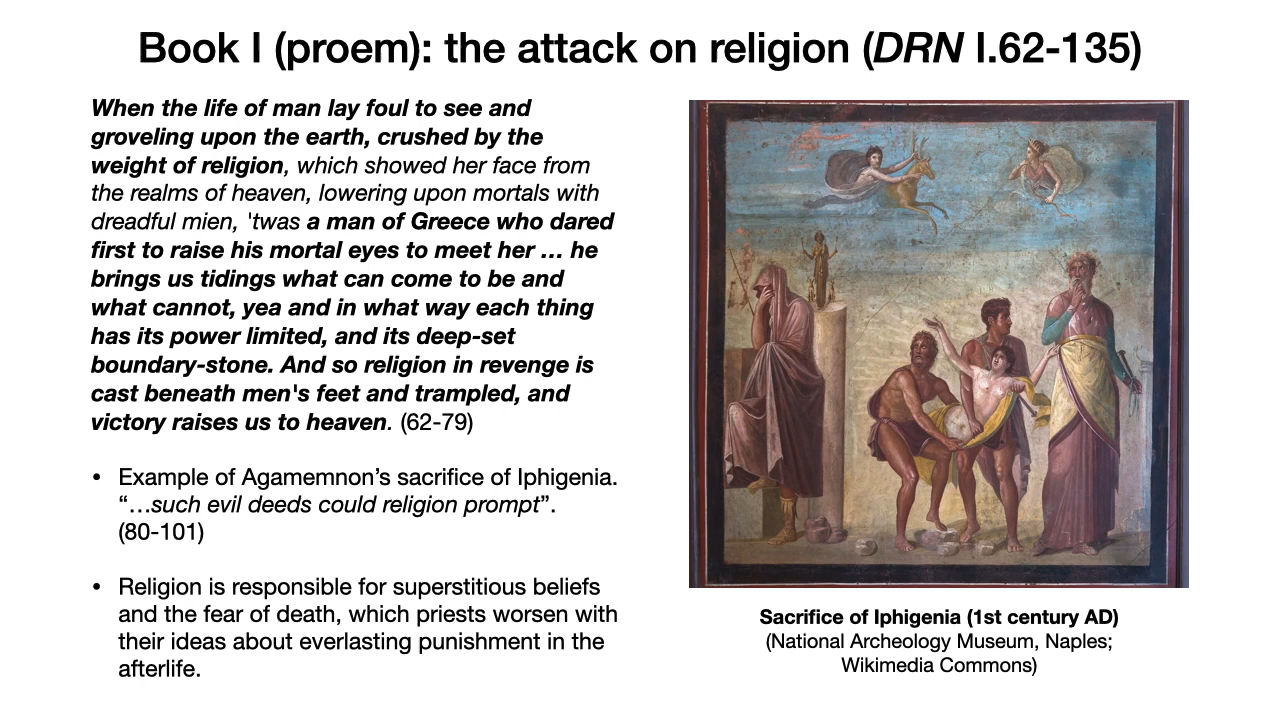 Book I (proem): the attack on religion (DRN I.62-135)
When the life of man lay foul to see and
groveling upon the earth, crushed by the
weight of religion, which showed her face from
the realms of heaven, lowering upon mortals with
dreadful mien, 'twas a man of Greece who dared
first to raise his mortal eyes to meet her … he
brings us tidings what can come to be and
what cannot, yea and in what way each thing
has its power limited, and its deep-set
boundary-stone. And so religion in revenge is
cast beneath men's feet and trampled, and
victory raises us to heaven. (62-79)
• Example of Agamemnon’s sacrifice of Iphigenia.
“…such evil deeds could religion prompt”.
(80-101)
• Religion is responsible for superstitious beliefs
and the fear of death, which priests worsen with
their ideas about everlasting punishment in the
afterlife.
Sacrifice of Iphigenia (1st century AD)
(National Archeology Museum, Naples;
Wikimedia Commons)